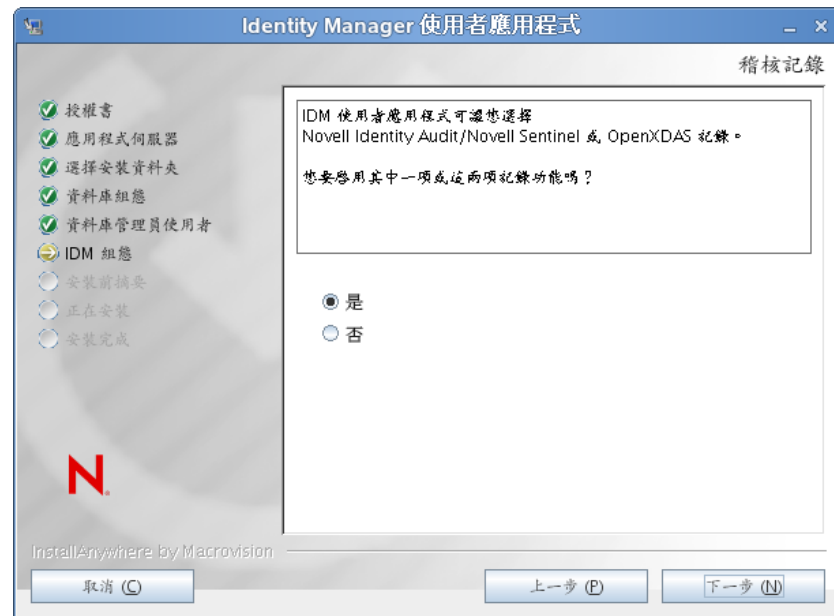 Identity Manager 使用者應用程式
稽核記錄
授權書
應用程式伺服器
選擇安裝資料夾
資料庫組態
資料庫管理員使用者
IDM 組態
安裝前摘要
正在安裝
安裝完成
IDM 使用者應用程式可讓您選擇
Novell Identity Audit/Novell Sentinel 或 OpenXDAS 記錄。
您要啟用其中一項或這兩項記錄功能嗎？
是
否
N
InstallAnywhere by Macrovision
取消 (C)
上一步 (P)
下一步 (N)